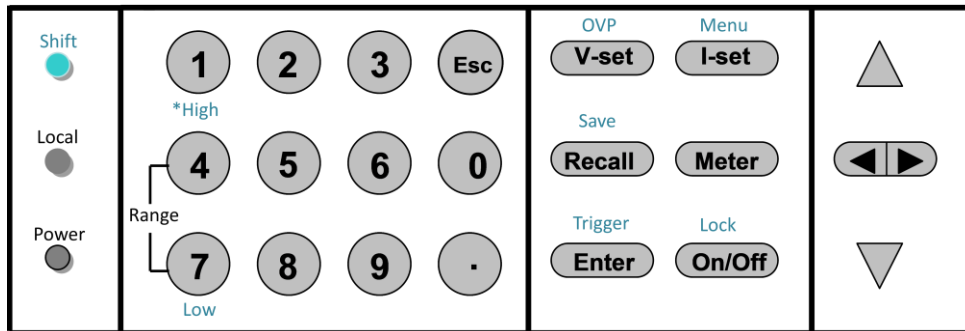 Shift
Local
Power
1 2 3 Esc
*High
4 5 6 0
Range
7 8 9 .
Low
OVP Menu
V-set I-set
Save
Recall Meter
Trigger Lock
Enter On/Off